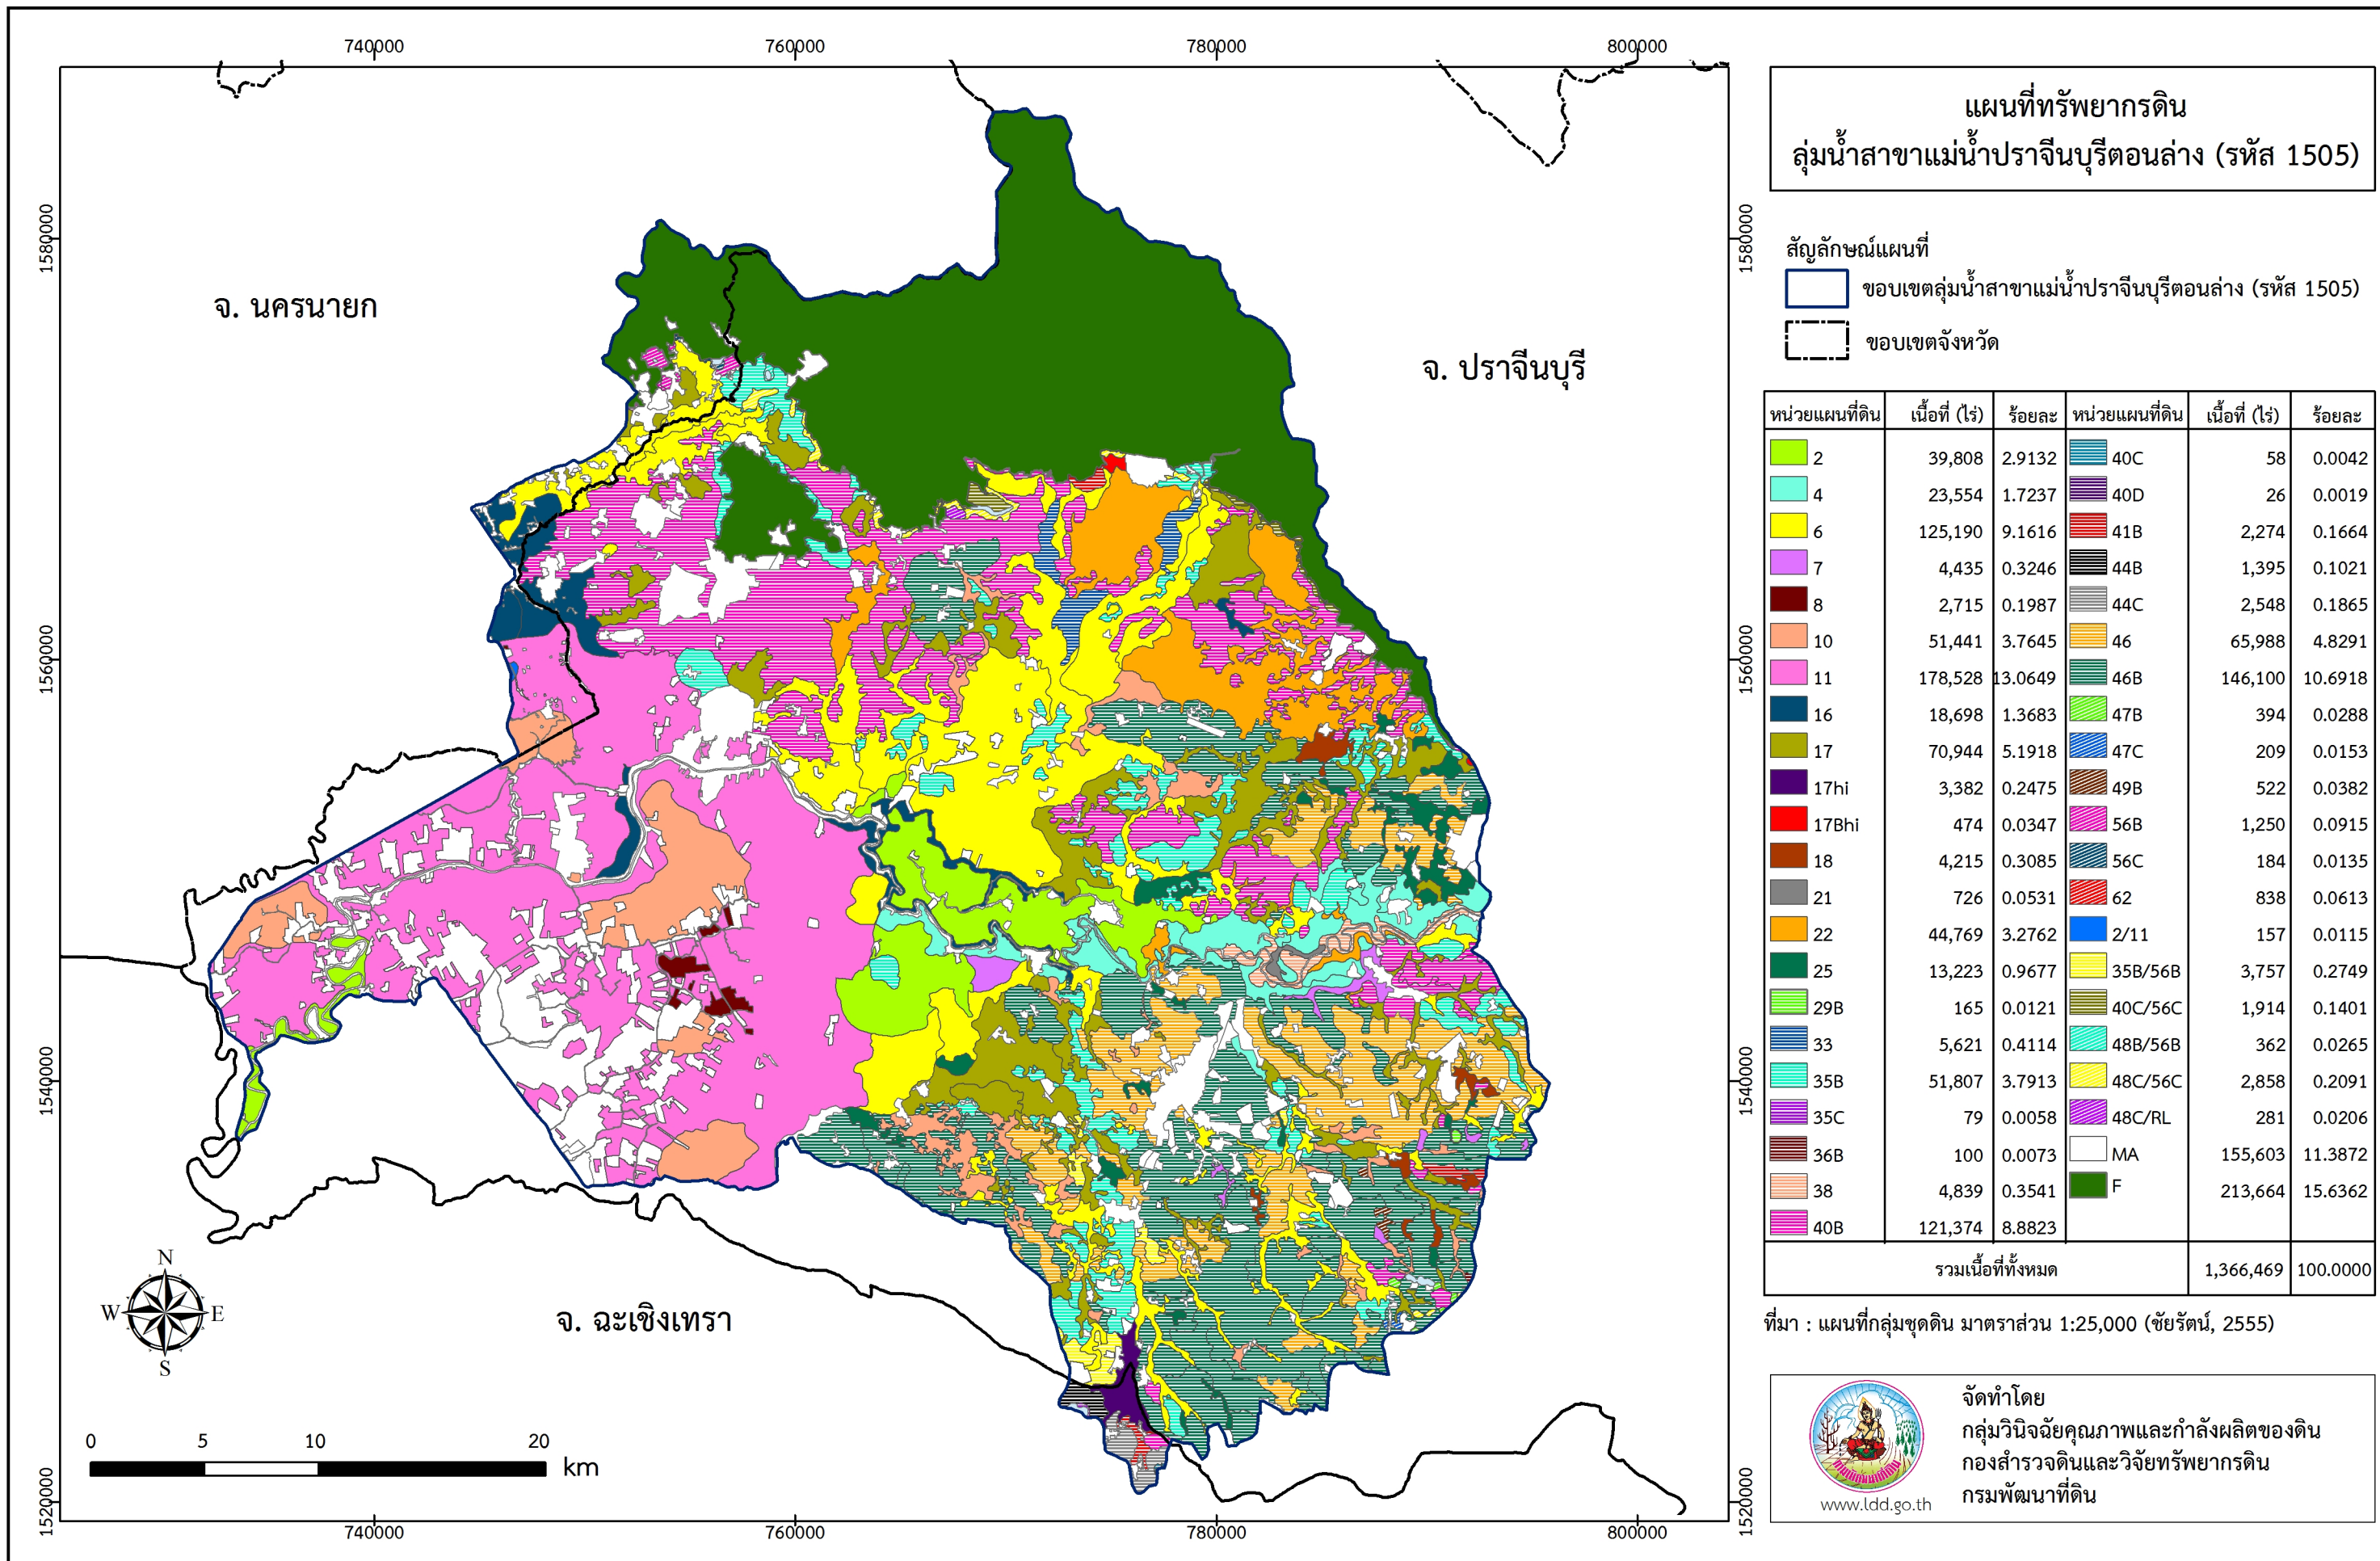 740000 760000 780000 800000
แผนที่ทรัพยากรดิน
ลุ่มน้ำสาขาแม่น้ำปราจีนบุรีตอนล่าง (รหัส 1505)
สัญลักษณ์แผนที่
ขอบเขตลุ่มน้ำสาขาแม่น้ำปราจีนบุรีตอนล่าง (รหัส 1505)
ขอบเขตจังหวัด
1580000 1580000
จ. นครนายก
จ. ปราจีนบุรี
1560000 1560000
1540000 1540000
จ. ฉะเชิงเทรา
1520000 1520000
N
W E
S
0 5 10 20 km
740000 760000 780000 800000
หน่วยแผนที่ดิน เนื้อที่ (ไร่) ร้อยละ หน่วยแผนที่ดิน เนื้อที่ (ไร่) ร้อยละ
2 39,808 2.9132 40C 58 0.0042
4 23,554 1.7237 40D 26 0.0019
6 125,190 9.1616 41B 2,274 0.1664
7 4,435 0.3246 44B 1,395 0.1021
8 2,715 0.1987 44C 2,548 0.1865
10 51,441 3.7645 46 65,988 4.8291
11 178,528 13.0649 46B 146,100 10.6918
16 18,698 1.3683 47B 394 0.0288
17 70,944 5.1918 47C 209 0.0153
17hi 3,382 0.2475 49B 522 0.0382
17Bhi 474 0.0347 56B 1,250 0.0915
18 4,215 0.3085 56C 184 0.0135
21 726 0.0531 62 838 0.0613
22 44,769 3.2762 2/11 157 0.0115
25 13,223 0.9677 35B/56B 3,757 0.2749
29B 165 0.0121 40C/56C 1,914 0.1401
33 5,621 0.4114 48B/56B 362 0.0265
35B 51,807 3.7913 48C/56C 2,858 0.2091
35C 79 0.0058 48C/RL 281 0.0206
36B 100 0.0073 MA 155,603 11.3872
38 4,839 0.3541 F 213,664 15.6362
40B 121,374 8.8823
รวมเนื้อที่ทั้งหมด 1,366,469 100.0000
ที่มา : แผนที่กลุ่มชุดดิน มาตราส่วน 1:25,000 (ชัยรัตน์, 2555)
จัดทำโดย
กลุ่มวินิจฉัยคุณภาพและกำลังผลิตของดิน
กองสำรวจดินและวิจัยทรัพยากรดิน
กรมพัฒนาที่ดิน
www.ldd.go.th